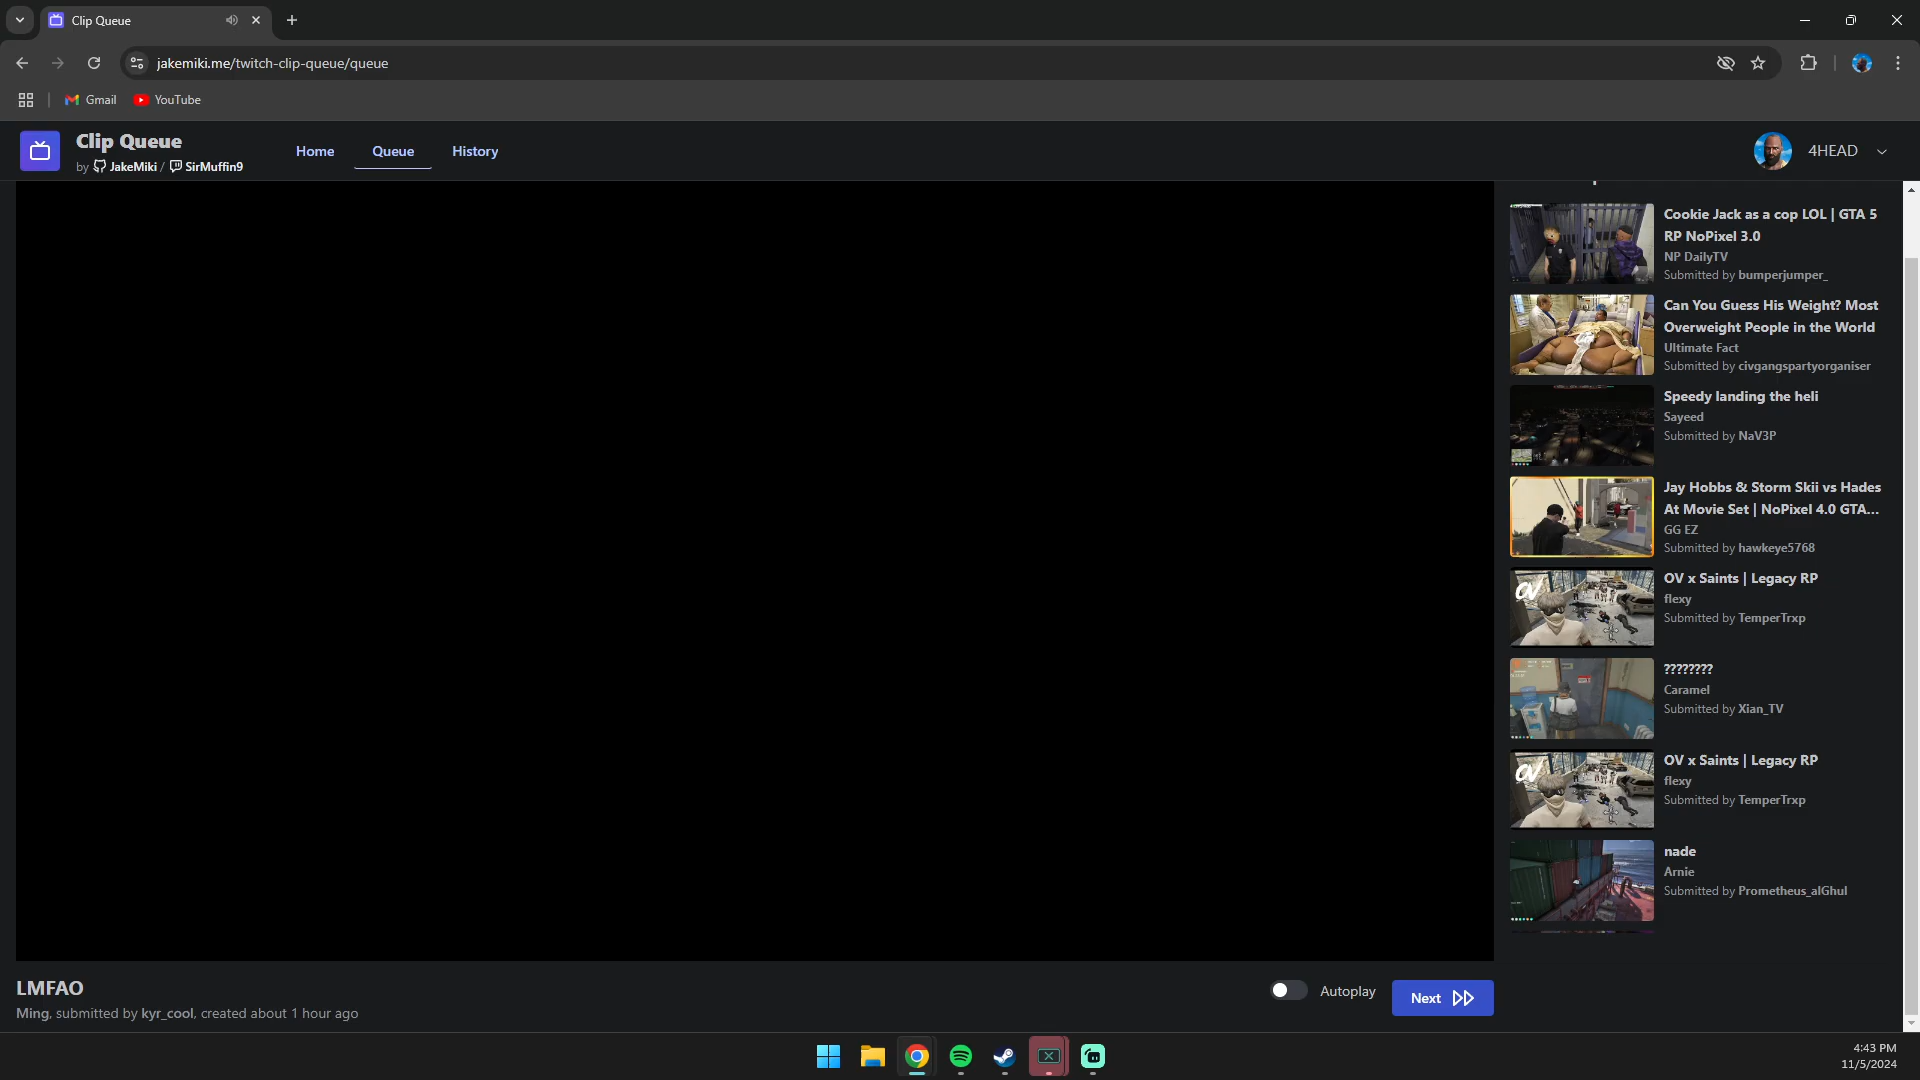 Clip Queue
jakemiki.me/twitch-clip-queue/queue
Gmail
YouTube
Clip Queue
by JakeMiki / SirMuffin9
Home
Queue
History
4HEAD
Cookie Jack as a cop LOL | GTA 5
RP NoPixel 3.0
NP DailyTV
Submitted by bumperjumper_
Can You Guess His Weight? Most
Overweight People in the World
Ultimate Fact
Submitted by civgangspartyorganiser
Speedy landing the heli
Sayeed
Submitted by NaV3P
Jay Hobbs & Storm Skii vs Hades
At Movie Set | NoPixel 4.0 GTA...
GG EZ
Submitted by hawkeye5768
OV
OV x Saints | Legacy RP
flexy
Submitted by TemperTrxp
????????
Caramel
Submitted by Xian_TV
OV
OV x Saints | Legacy RP
flexy
Submitted by TemperTrxp
nade
Arnie
Submitted by Prometheus_alGhul
LMFAO
Ming, submitted by kyr_cool, created about 1 hour ago
Autoplay
Next
4:43 PM
11/5/2024